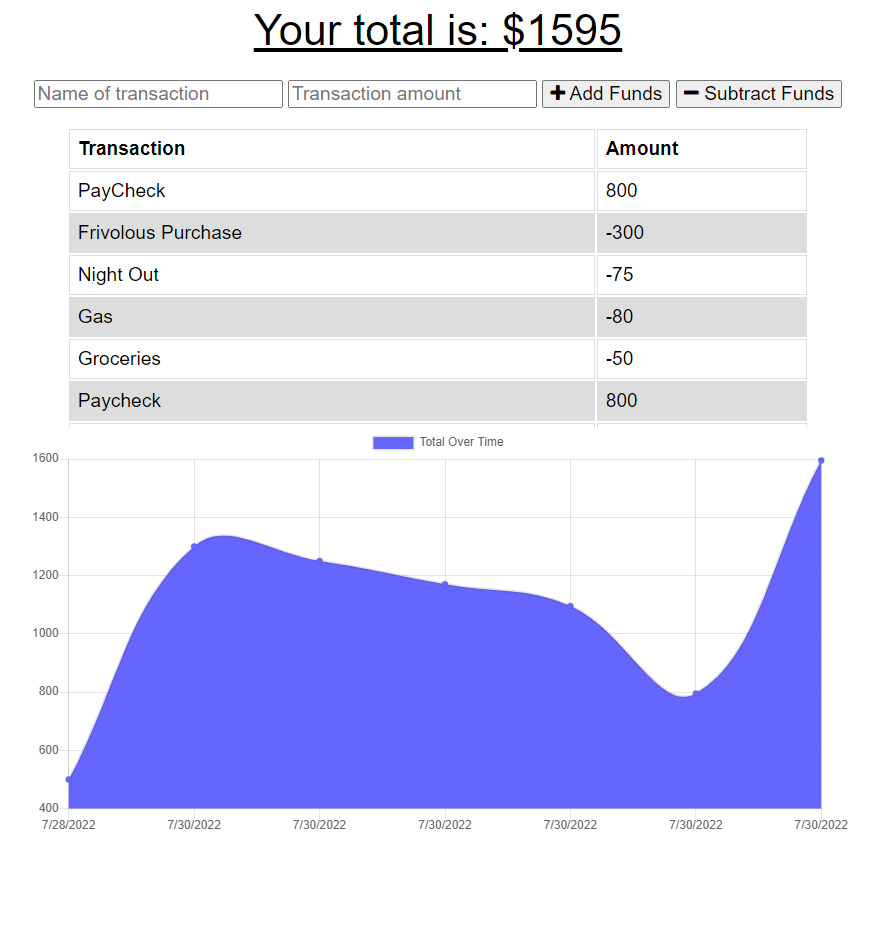 Your total is: $1595
Name of transaction Transaction amount Add Funds Subtract Funds
Transaction Amount
PayCheck 800
Frivolous Purchase -300
Night Out -75
Gas -80
Groceries -50
Paycheck 800
Total Over Time
1600
1400
1200
1000
800
600
400
7/28/2022 7/30/2022 7/30/2022 7/30/2022 7/30/2022 7/30/2022 7/30/2022